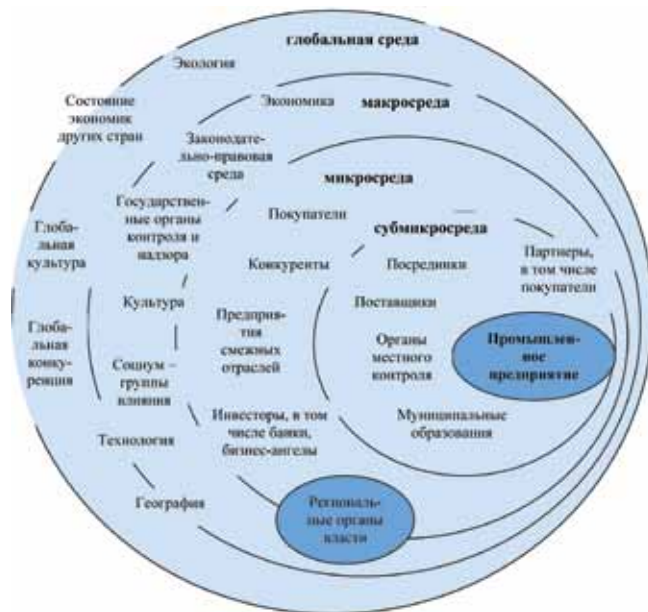 глобальная среда
Экология
Состояние
экономик
других стран
Экономика
макросреда
Законодате-
льно-правовая
среда
микросреда
Государствен-
ные органы
контроля и
надзора
Покупатели
субмикросреда
Глоба-
льная
культура
Конкуренты
Посредники
Партнеры,
в том числе
покупатели
Культура
Поставщики
Глоба-
льная
конку-
ренция
Предприя-
тия
смежных
отраслей
Органы
местного
контроля
Промышлен-
ное
предприятие
Социум –
группы
влияния
Инвесторы, в том
числе банки,
бизнес-ангелы
Муниципальные
образования
Технология
География
Региональ-
ные органы
власти